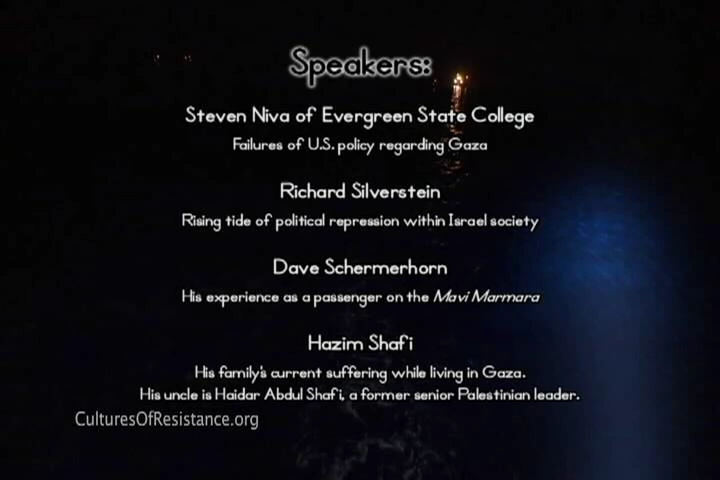 Speakers:
Steven Niva of Evergreen State College
Failures of U.S. policy regarding Gaza
Richard Silverstein
Rising tide of political repression within Israel society
Dave Schermerhorn
His experience as a passenger on the Mavi Marmara
Hazim Shafi
His family's current suffering while living in Gaza.
His uncle is Haidar Abdul Shafi, a former senior Palestinian leader.
CulturesOfResistance.org